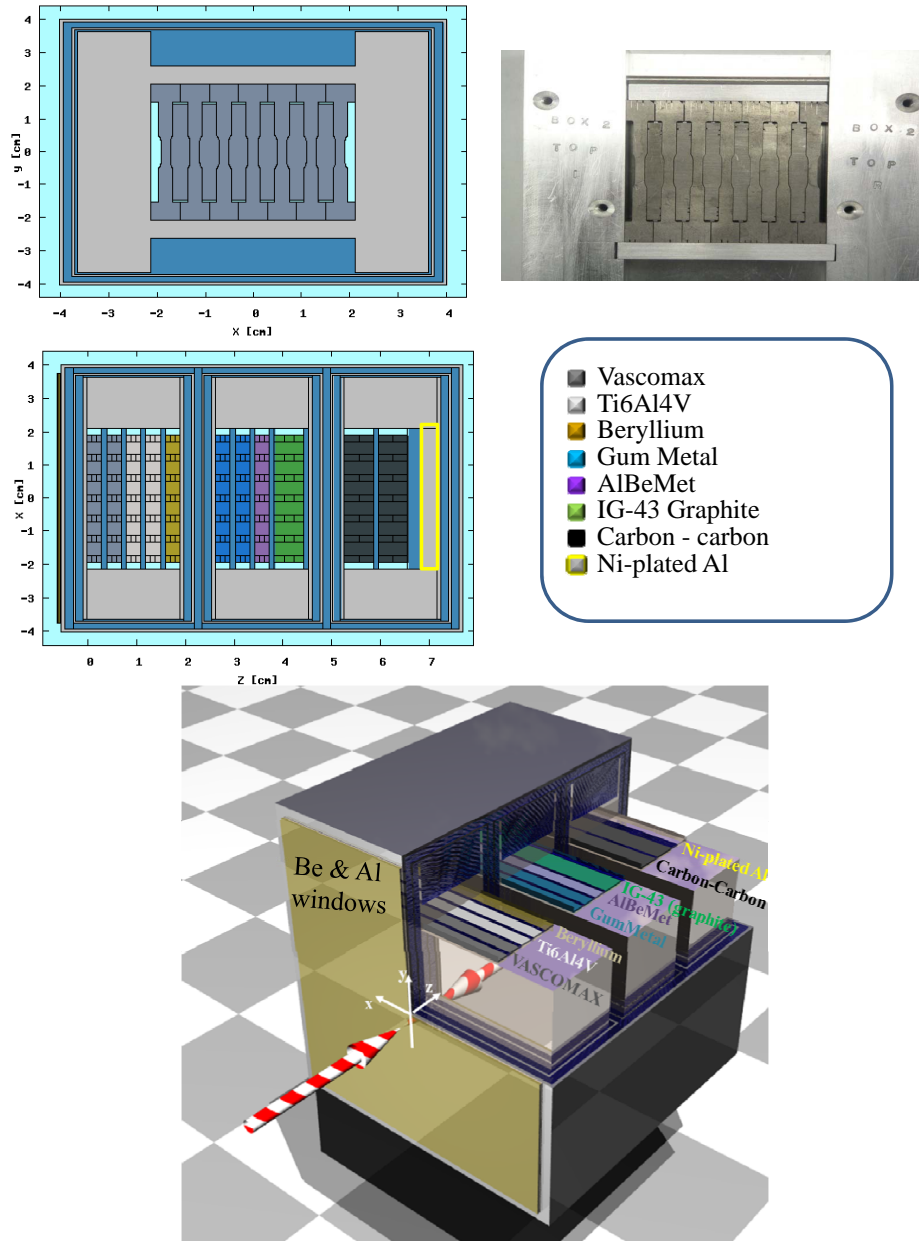 4
3
2
1
0
-1
-2
-3
-4
y [cm]
-4 -3 -2 -1 0 1 2 3 4
X [cm]
BOX 2
TOP
L
BOX 2
TOP
R
4
3
2
1
0
-1
-2
-3
-4
X [cm]
0 1 2 3 4 5 6 7
Z [cm]
Vascomax
Ti6Al4V
Beryllium
Gum Metal
AlBeMet
IG-43 Graphite
Carbon - carbon
Ni-plated Al
Be & Al
windows
Ni-plated Al
Carbon-Carbon
IG-43 (graphite)
AlBeMet
GumMetal
Beryllium
Ti6Al4V
VASCOMAX
y
x
z